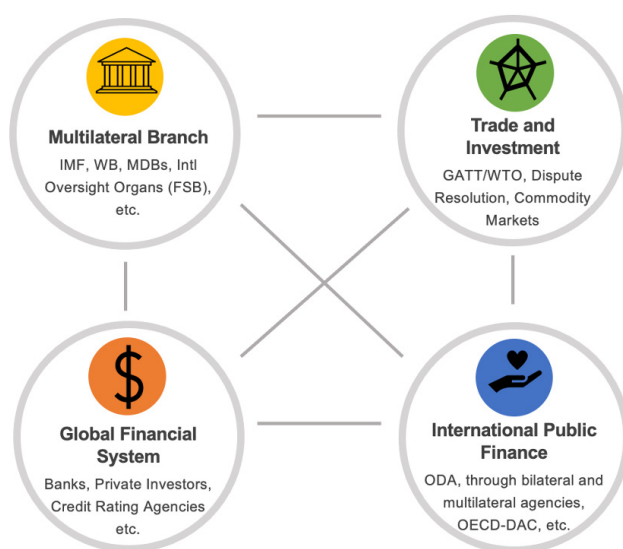 Multilateral Branch
IMF, WB, MDBs, Intl
Oversight Organs (FSB),
etc.
Trade and
Investment
GATT/WTO, Dispute
Resolution, Commodity
Markets
$
Global Financial
System
Banks, Private Investors,
Credit Rating Agencies
etc.
International Public
Finance
ODA, through bilateral and
multilateral agencies,
OECD-DAC, etc.